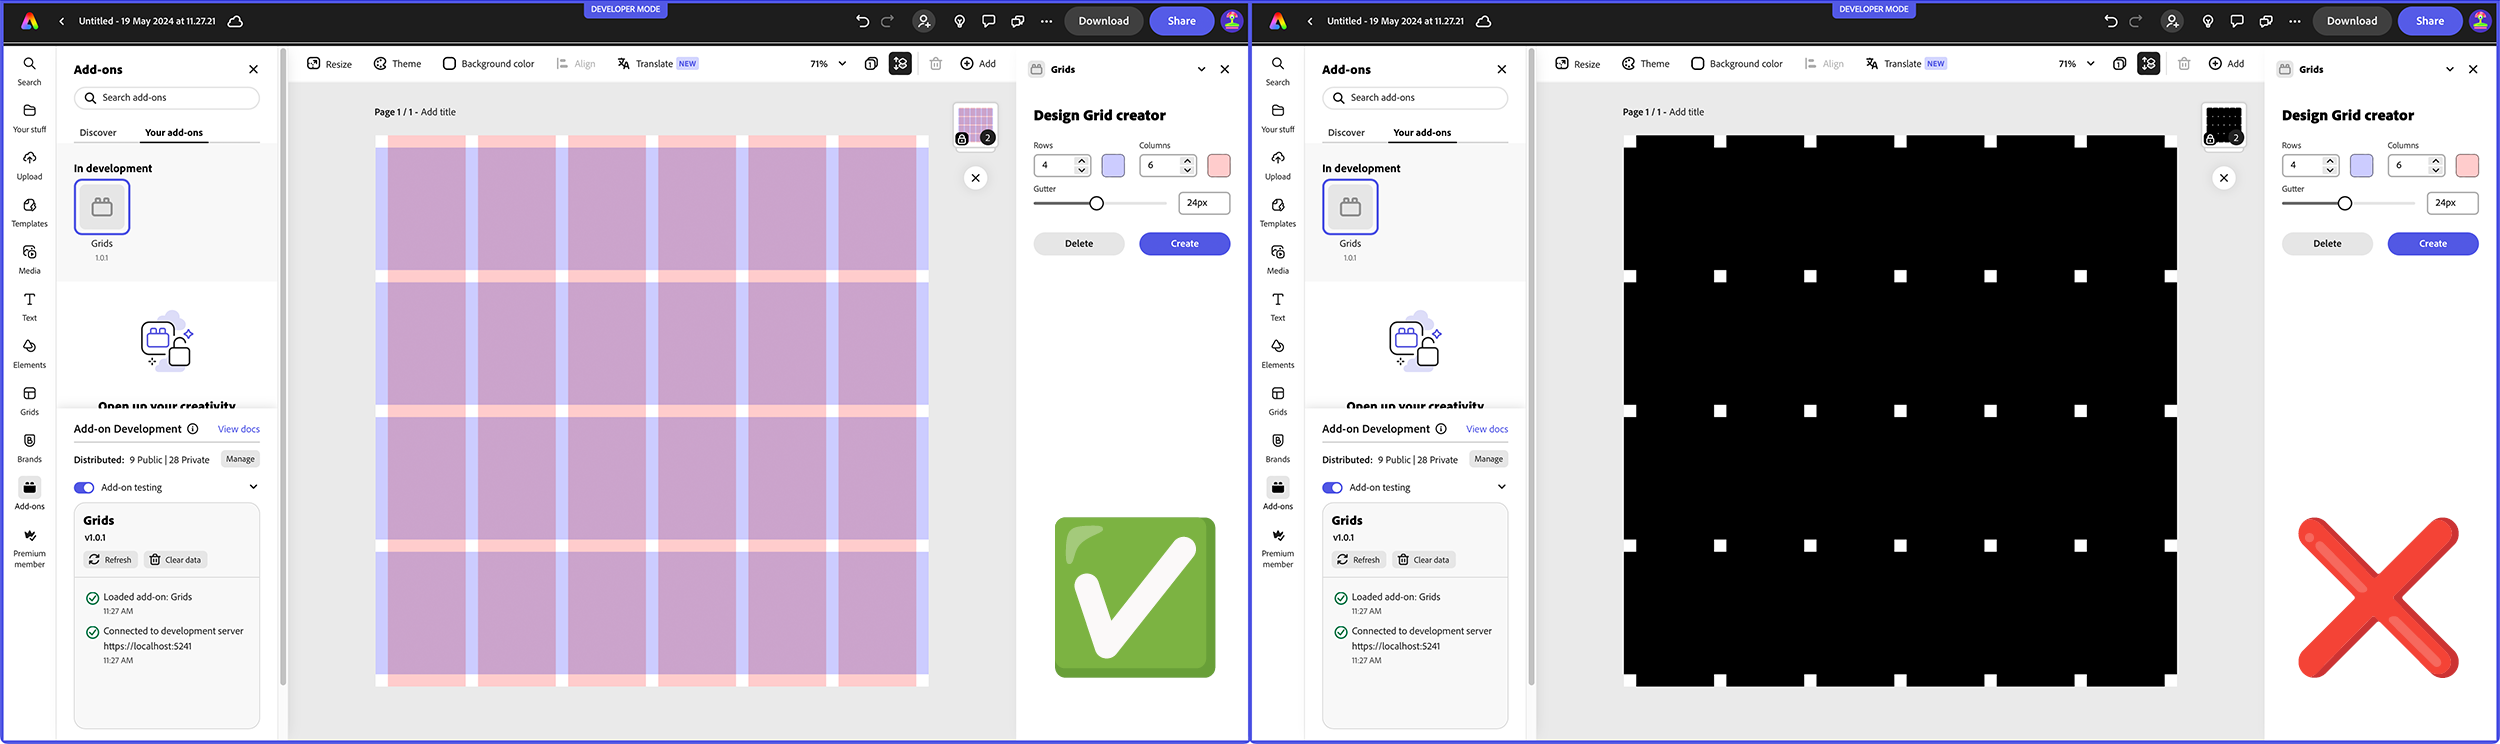 DEVELOPER MODE
Untitled - 19 May 2024 at 11.27.21
Download
Share
Search
Your stuff
Upload
Templates
Media
Text
Elements
Grids
Brands
Add-ons
Premium
member
Add-ons
Search add-ons
Discover
Your add-ons
In development
Grids
1.0.1
Open up your creativity
Add-on Development
View docs
Distributed: 9 Public | 28 Private
Manage
Add-on testing
Grids
v1.0.1
Refresh
Clear data
Loaded add-on: Grids
11:27 AM
Connected to development server
https://localhost:5241
11:27 AM
Resize
Theme
Background color
Align
Translate NEW
71%
1
Add
Page 1 / 1 - Add title
2
Grids
Design Grid creator
Rows
Columns
4
6
Gutter
24px
Delete
Create
DEVELOPER MODE
Untitled - 19 May 2024 at 11.27.21
Download
Share
Search
Your stuff
Upload
Templates
Media
Text
Elements
Grids
Brands
Add-ons
Premium
member
Add-ons
Search add-ons
Discover
Your add-ons
In development
Grids
1.0.1
Open up your creativity
Add-on Development
View docs
Distributed: 9 Public | 28 Private
Manage
Add-on testing
Grids
v1.0.1
Refresh
Clear data
Loaded add-on: Grids
11:27 AM
Connected to development server
https://localhost:5241
11:27 AM
Resize
Theme
Background color
Align
Translate NEW
71%
1
Add
Page 1 / 1 - Add title
2
Grids
Design Grid creator
Rows
Columns
4
6
Gutter
24px
Delete
Create